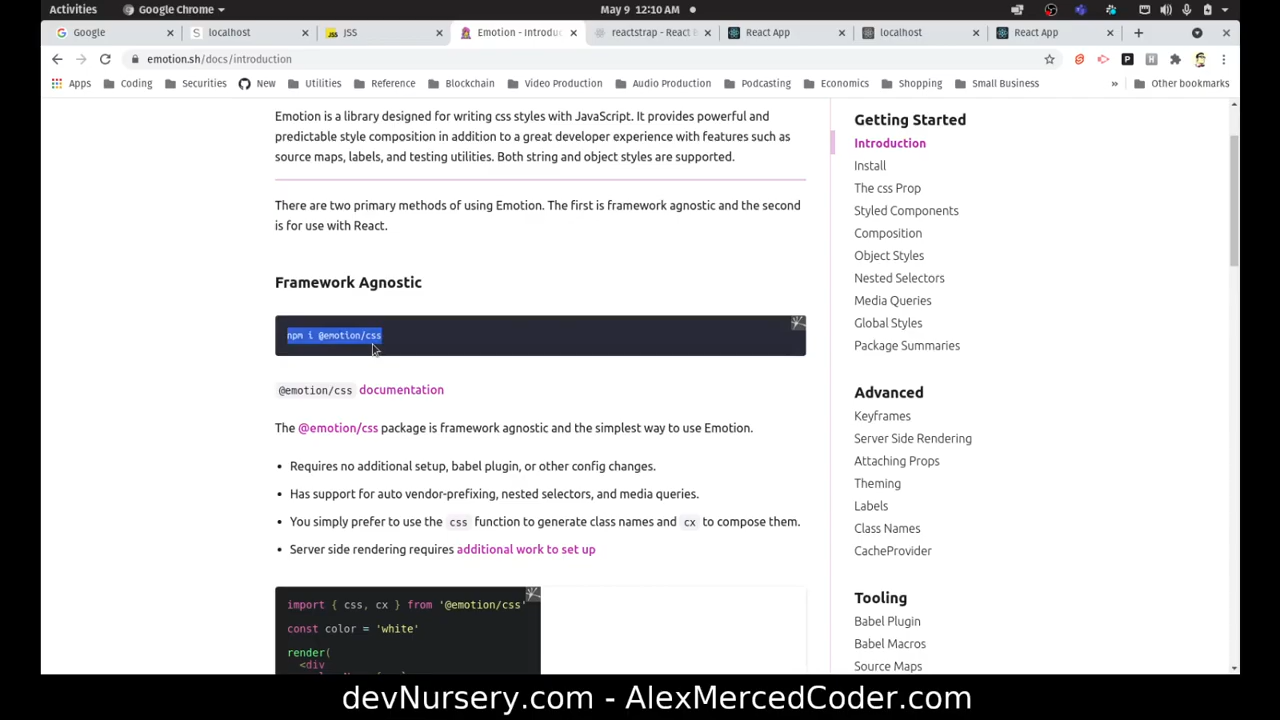 Activities
Google Chrome
May 9 12:10 AM
Google
localhost
JSS
Emotion - Introduc
reactstrap - React B
React App
localhost
React App
emotion.sh/docs/introduction
Apps
Coding
Securities
New
Utilities
Reference
Blockchain
Video Production
Audio Production
Podcasting
Economics
Shopping
Small Business
»
Other bookmarks
Emotion is a library designed for writing css styles with JavaScript. It provides powerful and
predictable style composition in addition to a great developer experience with features such as
source maps, labels, and testing utilities. Both string and object styles are supported.
There are two primary methods of using Emotion. The first is framework agnostic and the second
is for use with React.
Framework Agnostic
npm i @emotion/css
@emotion/css documentation
The @emotion/css package is framework agnostic and the simplest way to use Emotion.
• Requires no additional setup, babel plugin, or other config changes.
• Has support for auto vendor-prefixing, nested selectors, and media queries.
• You simply prefer to use the css function to generate class names and cx to compose them.
• Server side rendering requires additional work to set up
import { css, cx } from '@emotion/css'
const color = 'white'
render(
<div
Getting Started
Introduction
Install
The css Prop
Styled Components
Composition
Object Styles
Nested Selectors
Media Queries
Global Styles
Package Summaries
Advanced
Keyframes
Server Side Rendering
Attaching Props
Theming
Labels
Class Names
CacheProvider
Tooling
Babel Plugin
Babel Macros
Source Maps
devNursery.com - AlexMercedCoder.com